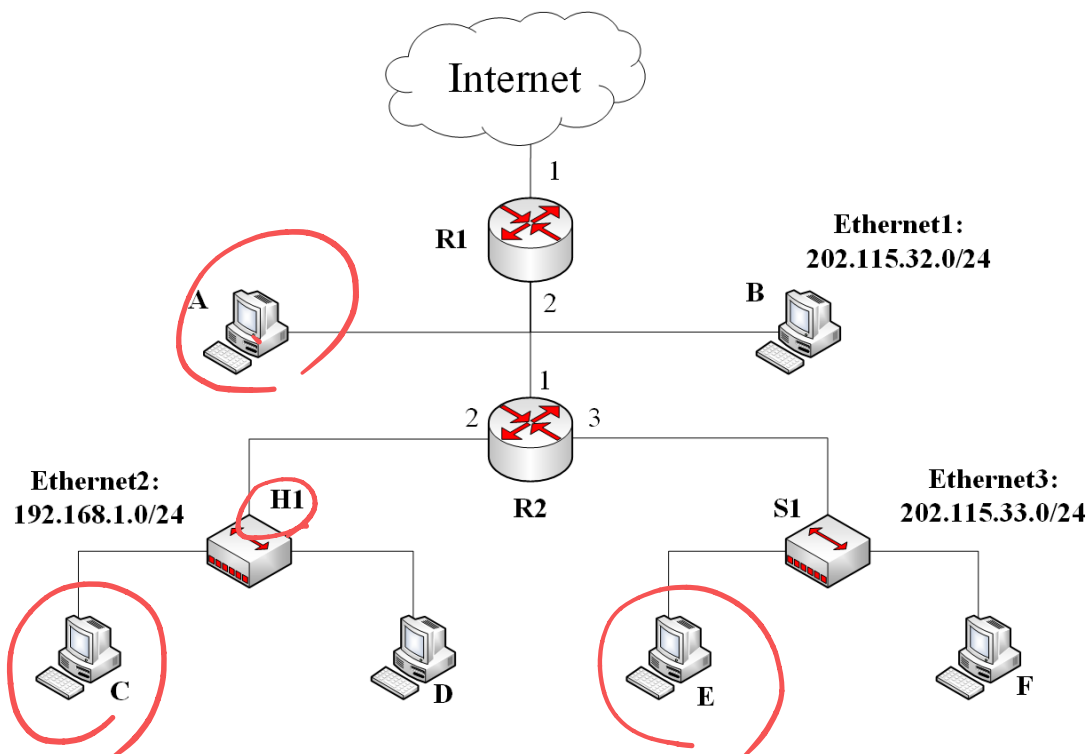 Internet
1
R1
Ethernet1:
202.115.32.0/24
A
2
B
1
2
3
R2
Ethernet2:
192.168.1.0/24
H1
Ethernet3:
202.115.33.0/24
S1
C
D
E
F